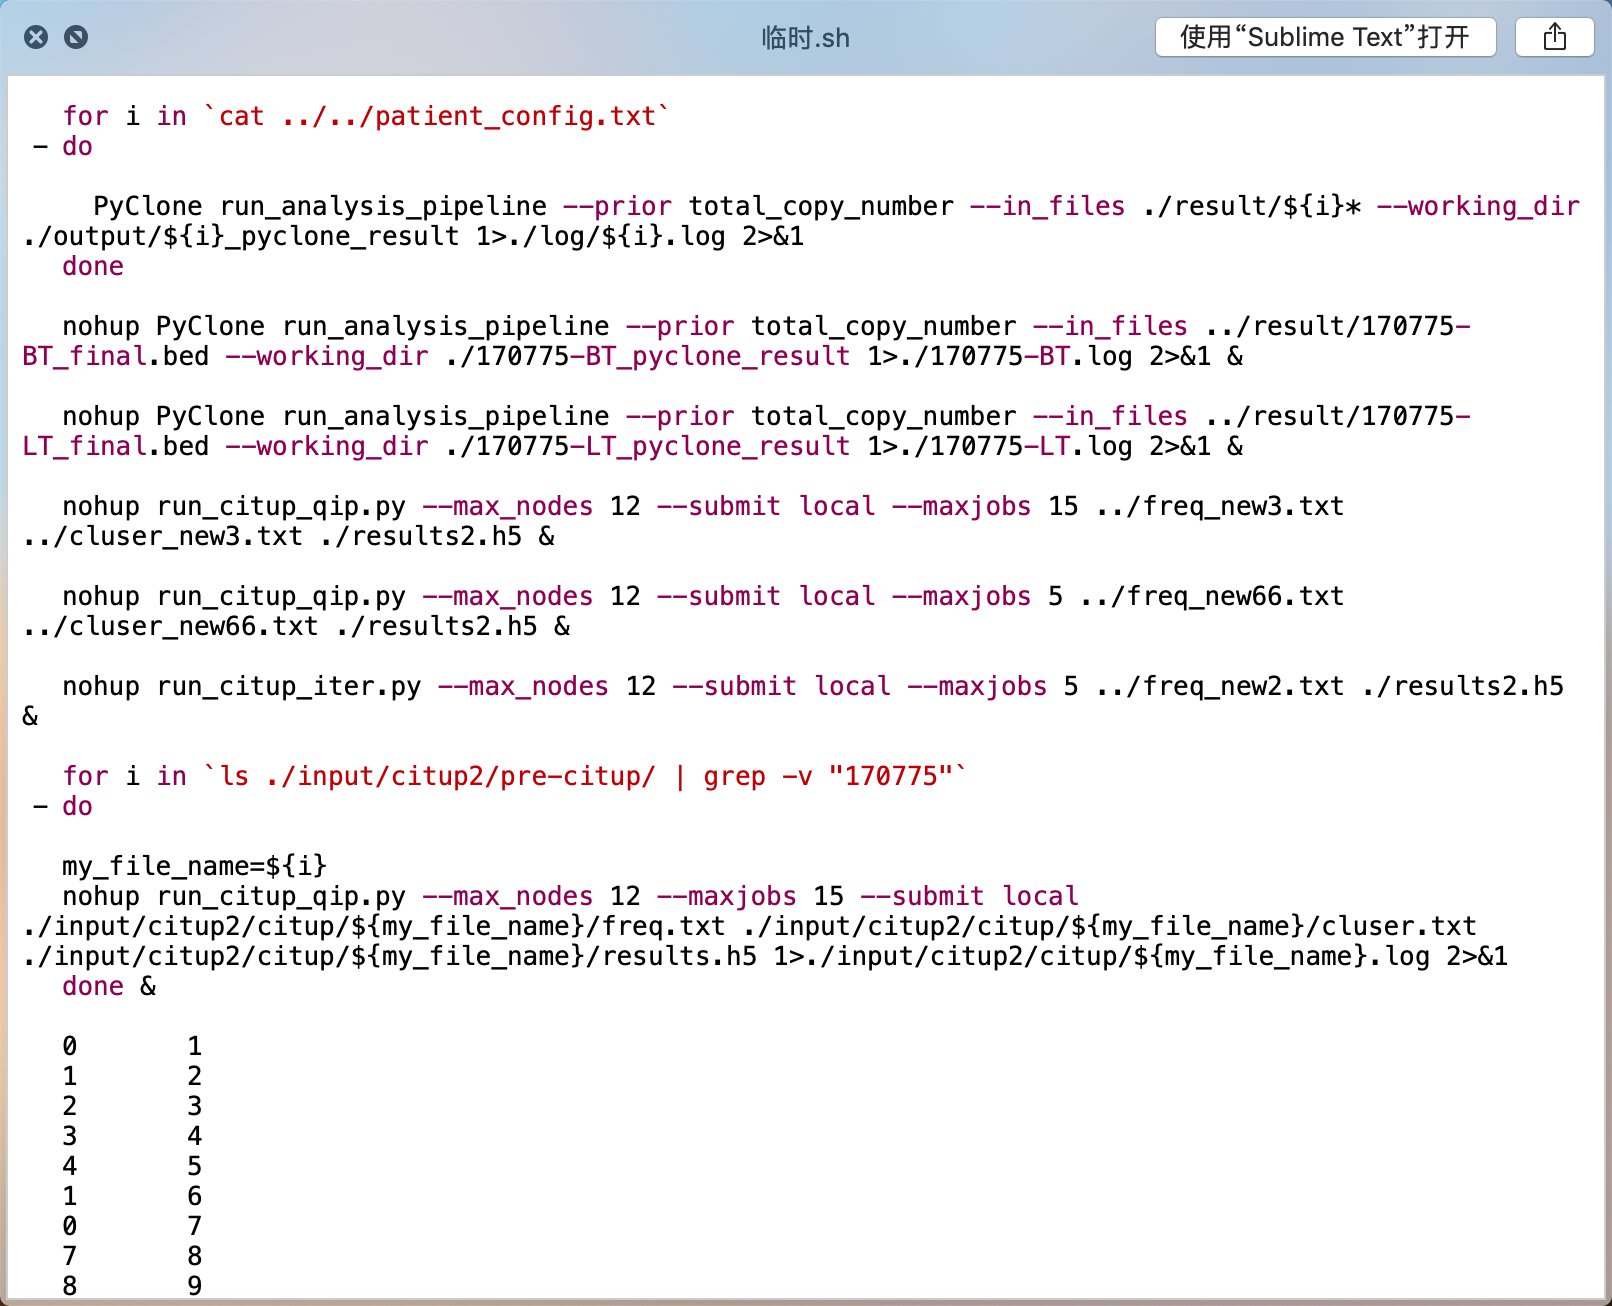 临时.sh
使用“Sublime Text”打开
for i in `cat ../../patient_config.txt`
– do
PyClone run_analysis_pipeline --prior total_copy_number --in_files ./result/${i}* --working_dir
./output/${i}_pyclone_result 1>./log/${i}.log 2>&1
done
nohup PyClone run_analysis_pipeline --prior total_copy_number --in_files ../result/170775-
BT_final.bed --working_dir ./170775-BT_pyclone_result 1>./170775-BT.log 2>&1 &
nohup PyClone run_analysis_pipeline --prior total_copy_number --in_files ../result/170775-
LT_final.bed --working_dir ./170775-LT_pyclone_result 1>./170775-LT.log 2>&1 &
nohup run_citup_qip.py --max_nodes 12 --submit local --maxjobs 15 ../freq_new3.txt
../cluser_new3.txt ./results2.h5 &
nohup run_citup_qip.py --max_nodes 12 --submit local --maxjobs 5 ../freq_new66.txt
../cluser_new66.txt ./results2.h5 &
nohup run_citup_iter.py --max_nodes 12 --submit local --maxjobs 5 ../freq_new2.txt ./results2.h5
&
for i in `ls ./input/citup2/pre-citup/ | grep -v "170775"`
– do
my_file_name=${i}
nohup run_citup_qip.py --max_nodes 12 --maxjobs 15 --submit local
./input/citup2/citup/${my_file_name}/freq.txt ./input/citup2/citup/${my_file_name}/cluser.txt
./input/citup2/citup/${my_file_name}/results.h5 1>./input/citup2/citup/${my_file_name}.log 2>&1
done &
0 1
1 2
2 3
3 4
4 5
1 6
0 7
7 8
8 9